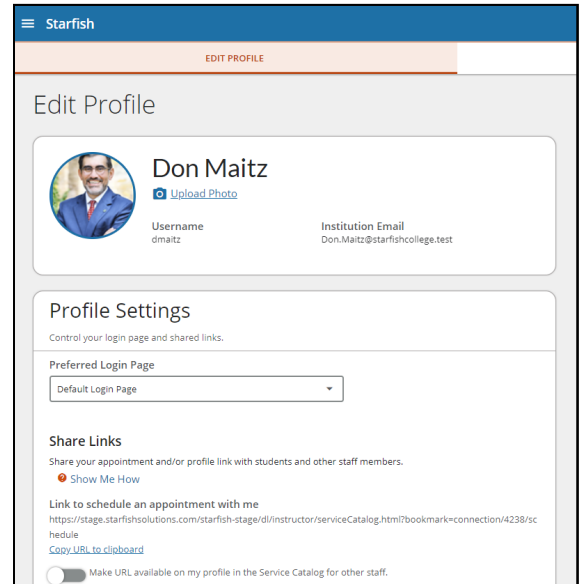 Starfish
EDIT PROFILE
Edit Profile
Don Maitz
Upload Photo
Username
dmaitz
Institution Email
Don.Maitz@starfishcollege.test
Profile Settings
Control your login page and shared links.
Preferred Login Page
Default Login Page
Share Links
Share your appointment and/or profile link with students and other staff members.
Show Me How
Link to schedule an appointment with me
https://stage.starfishsolutions.com/starfish-stage/dl/instructor/serviceCatalog.html?bookmark=connection/4238/sc
hedule
Copy URL to clipboard
Make URL available on my profile in the Service Catalog for other staff.